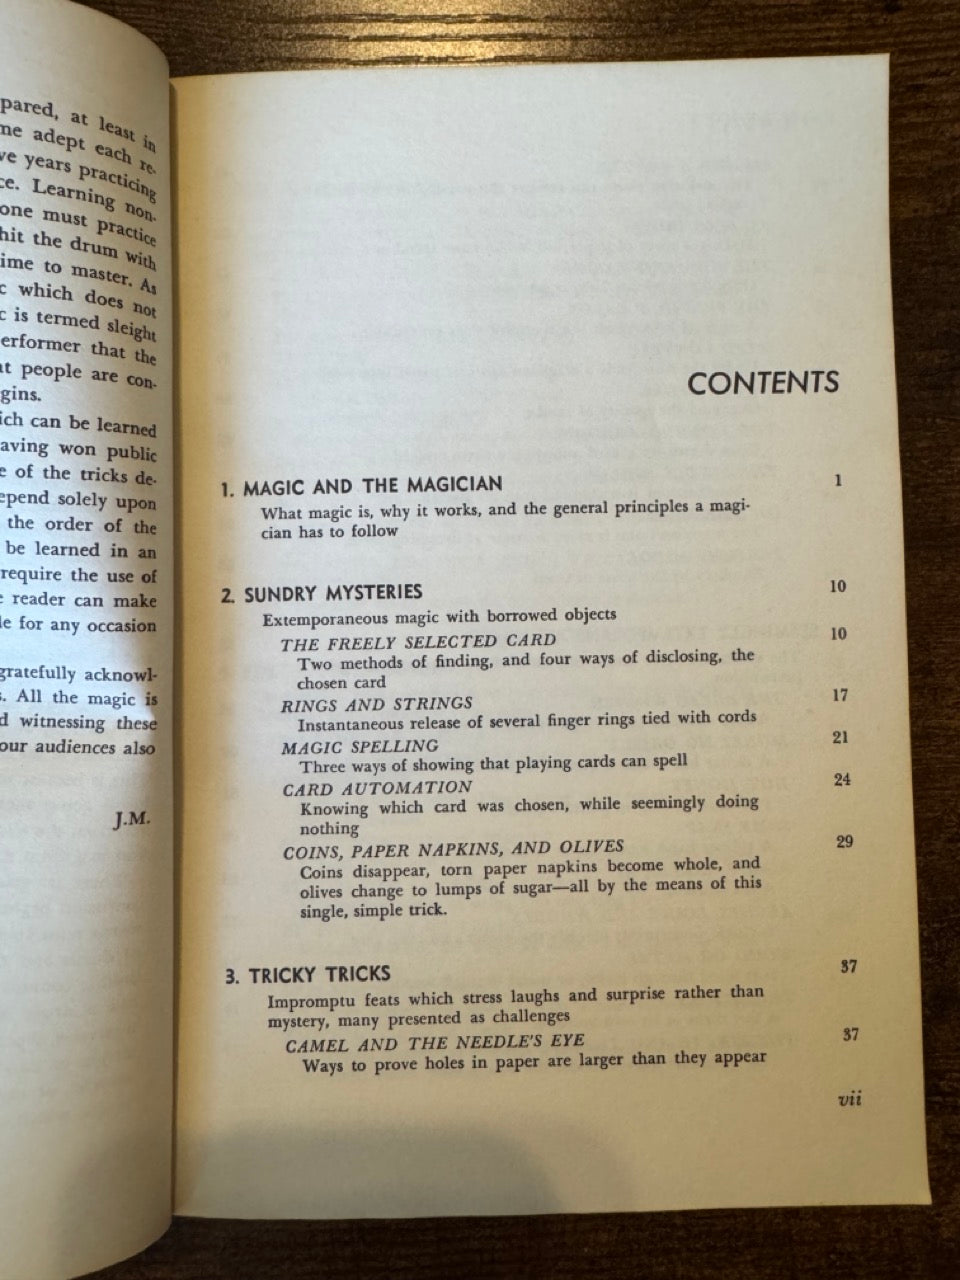 pared, at least in
me adept each re-
ve years practicing
ce. Learning non-
one must practice
hit the drum with
ime to master. As
c which does not
c is termed sleight
erformer that the
at people are con-
gins.
ich can be learned
aving won public
e of the tricks de-
epend solely upon
the order of the
be learned in an
require the use of
e reader can make
le for any occasion
gratefully acknowl-
s. All the magic is
d witnessing these
our audiences also
J.M.
CONTENTS
1. MAGIC AND THE MAGICIAN 1
What magic is, why it works, and the general principles a magi-
cian has to follow
2. SUNDRY MYSTERIES 10
Extemporaneous magic with borrowed objects
THE FREELY SELECTED CARD 10
Two methods of finding, and four ways of disclosing, the
chosen card
RINGS AND STRINGS 17
Instantaneous release of several finger rings tied with cords
MAGIC SPELLING 21
Three ways of showing that playing cards can spell
CARD AUTOMATION 24
Knowing which card was chosen, while seemingly doing
nothing
COINS, PAPER NAPKINS, AND OLIVES 29
Coins disappear, torn paper napkins become whole, and
olives change to lumps of sugar—all by the means of this
single, simple trick.
3. TRICKY TRICKS 37
Impromptu feats which stress laughs and surprise rather than
mystery, many presented as challenges
CAMEL AND THE NEEDLE'S EYE 37
Ways to prove holes in paper are larger than they appear
vii